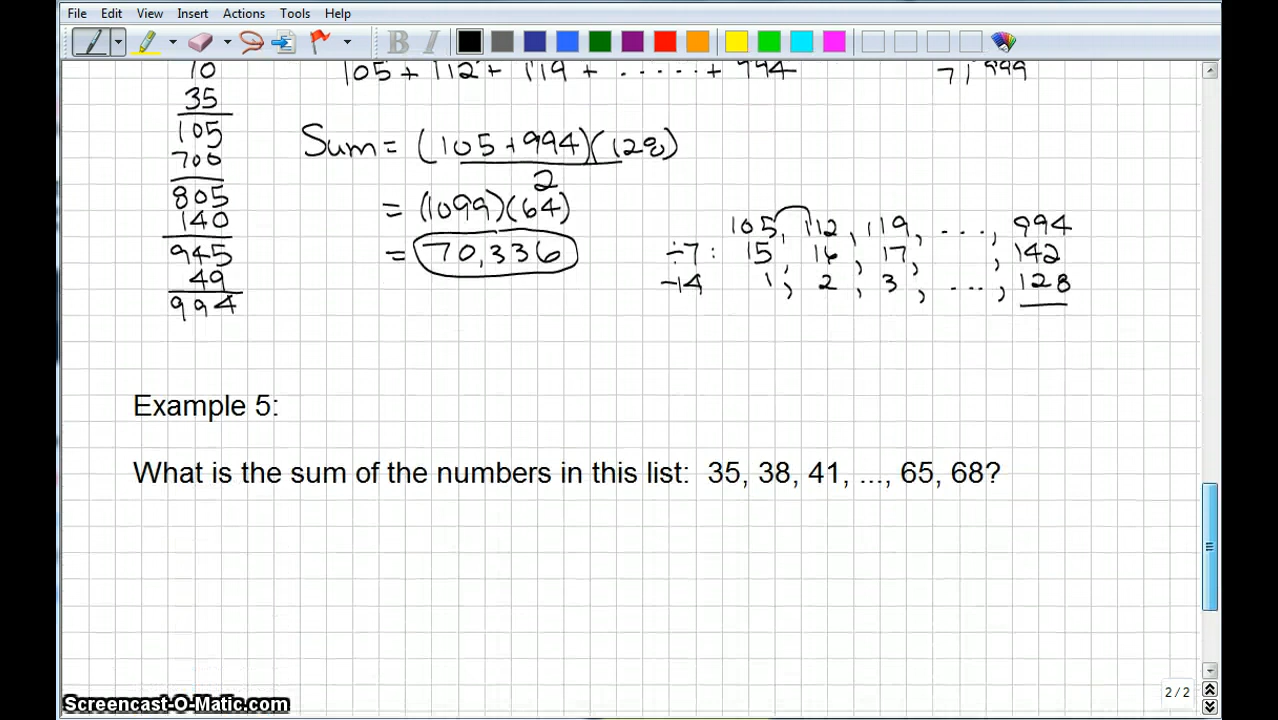 File Edit View Insert Actions Tools Help
B I
10
35
105
700
805
140
945
49
994
105 + 112 + 119 + ..... + 994
7 999
Sum = (105+994)(128)
2
= (1099)(64)
= 70,336
105, 112, 119, ..., 994
÷7: 15, 16, 17, , 142
-14 1, 2, 3, ..., 128
Example 5:
What is the sum of the numbers in this list: 35, 38, 41, ..., 65, 68?
2/2
Screencast-O-Matic.com